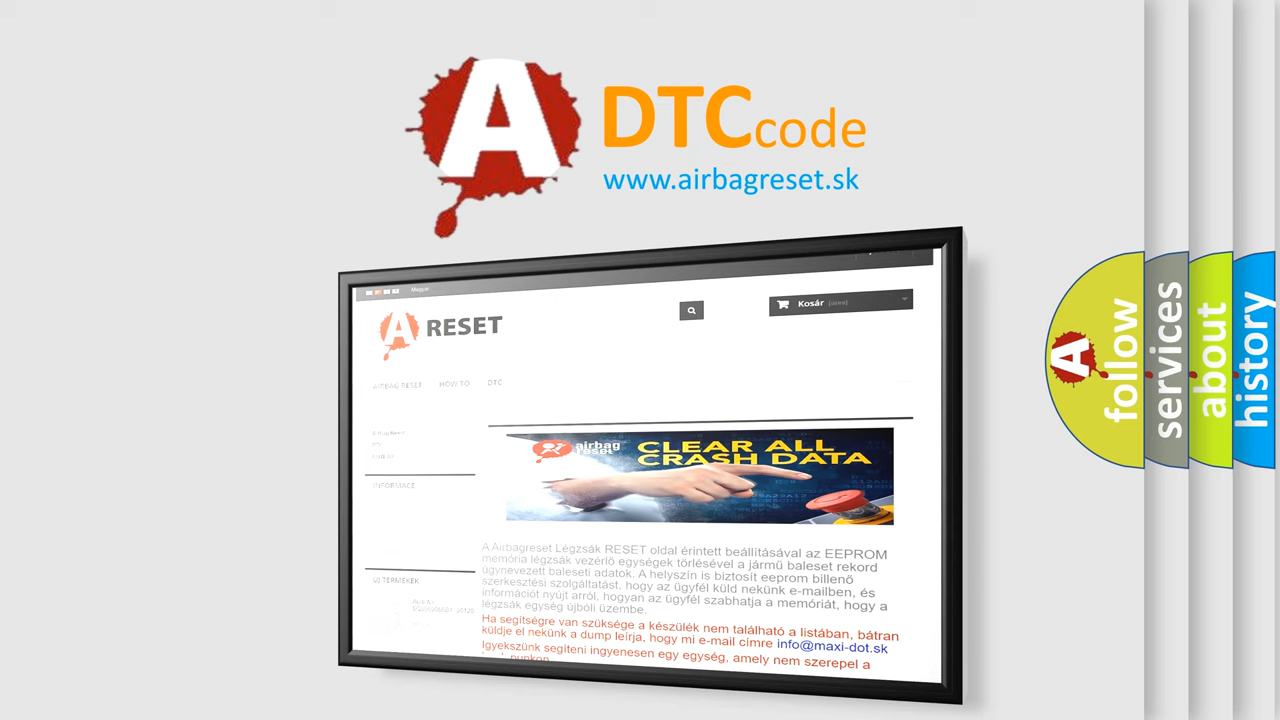 A
DTCcode
www.airbagreset.sk
Magyar
A RESET
Kosár (üres)
AIRBAG RESET HOW TO DTC
INFORMACE
ÚJ TERMÉKEK
airbag
reset
CLEAR ALL
CRASH DATA
A Airbagreset Légzsák RESET oldal érintett beállításával az EEPROM
memória légzsák vezérlő egységek törlésével a jármű baleset rekord
úgynevezett baleseti adatok. A helyszín is biztosít eeprom billenő
szerkesztési szolgáltatást, hogy az ügyfél küld nekünk e-mailben, és
információt nyújt arról, hogyan az ügyfél szabhatja a memóriát, hogy a
légzsák egység újbóli üzembe.
Ha segítségre van szüksége a készülék nem található a listában, bátran
küldje el nekünk a dump leírja, hogy mi e-mail címre info@maxi-dot.sk
Igyekszünk segíteni ingyenesen egy egység, amely nem szerepel a
A
follow
services
about
history